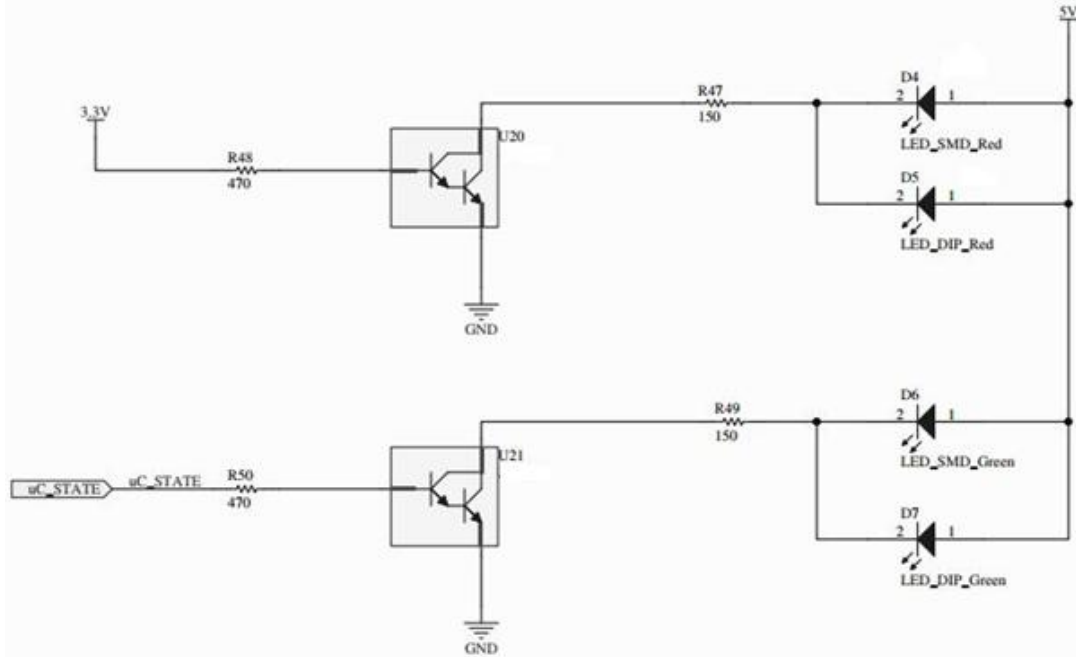 5V
D4
2 1
LED_SMD_Red
R47
150
3,3V
U20
R48
470
D5
2 1
LED_DIP_Red
GND
D6
2 1
LED_SMD_Green
R49
150
U21
uC_STATE
uC_STATE
R50
470
D7
2 1
LED_DIP_Green
GND